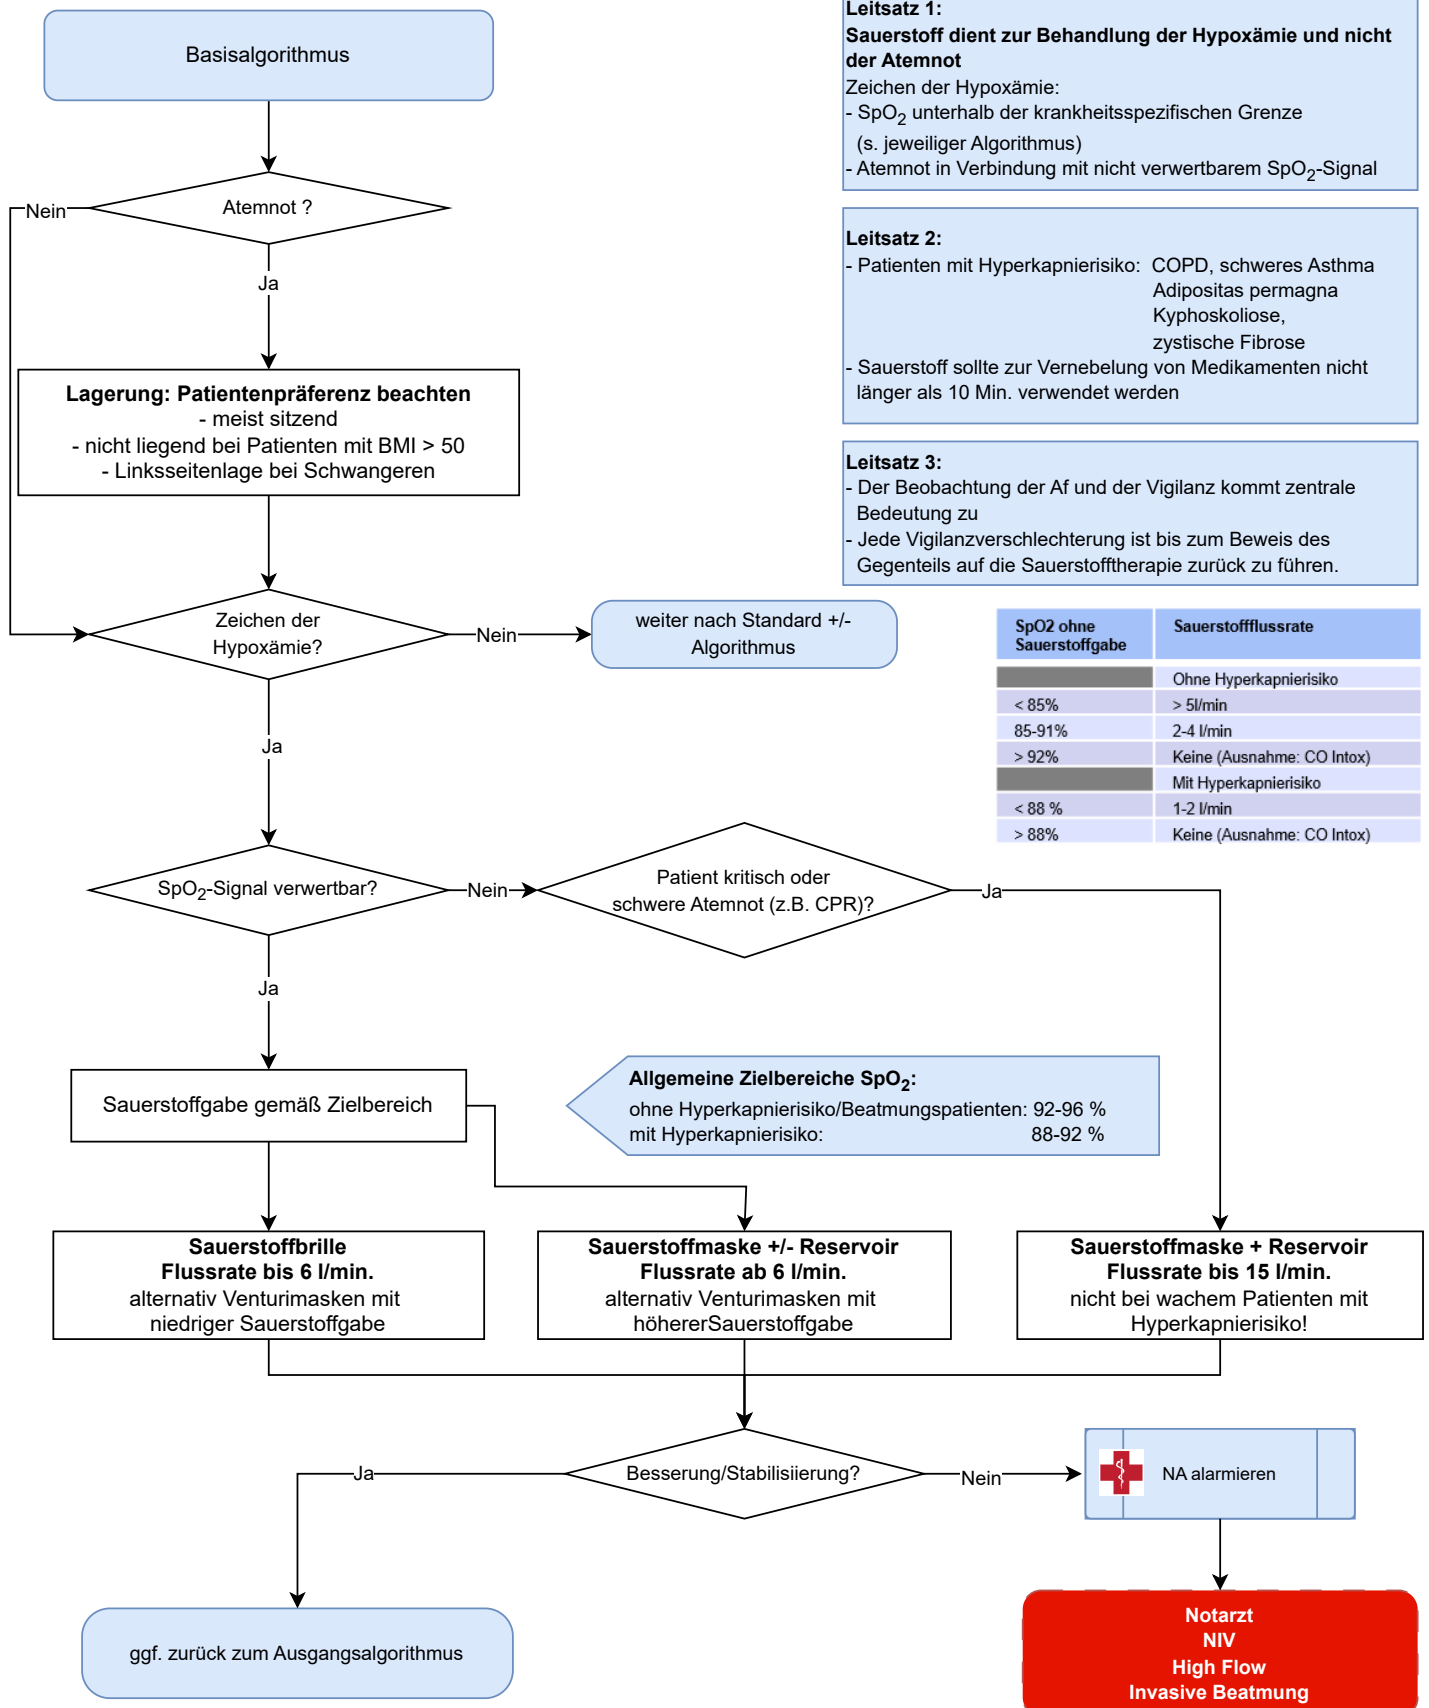 Basisalgorithmus
Atemnot ?
Nein
Ja
Lagerung: Patientenpräferenz beachten
- meist sitzend
- nicht liegend bei Patienten mit BMI > 50
- Linksseitenlage bei Schwangeren
Zeichen der
Hypoxämie?
Nein
weiter nach Standard +/-
Algorithmus
Ja
SpO2-Signal verwertbar?
Nein
Patient kritisch oder
schwere Atemnot (z.B. CPR)?
Ja
Ja
Sauerstoffgabe gemäß Zielbereich
Allgemeine Zielbereiche SpO2:
ohne Hyperkapnierisiko/Beatmungspatienten: 92-96 %
mit Hyperkapnierisiko: 88-92 %
Sauerstoffbrille
Flussrate bis 6 l/min.
alternativ Venturimasken mit
niedriger Sauerstoffgabe
Sauerstoffmaske +/- Reservoir
Flussrate ab 6 l/min.
alternativ Venturimasken mit
höhererSauerstoffgabe
Sauerstoffmaske + Reservoir
Flussrate bis 15 l/min.
nicht bei wachem Patienten mit
Hyperkapnierisiko!
Besserung/Stabilisiierung?
Ja
Nein
NA alarmieren
ggf. zurück zum Ausgangsalgorithmus
Notarzt
NIV
High Flow
Invasive Beatmung
Leitsatz 1:
Sauerstoff dient zur Behandlung der Hypoxämie und nicht
der Atemnot
Zeichen der Hypoxämie:
- SpO2 unterhalb der krankheitsspezifischen Grenze
(s. jeweiliger Algorithmus)
- Atemnot in Verbindung mit nicht verwertbarem SpO2-Signal
Leitsatz 2:
- Patienten mit Hyperkapnierisiko: COPD, schweres Asthma
Adipositas permagna
Kyphoskoliose,
zystische Fibrose
- Sauerstoff sollte zur Vernebelung von Medikamenten nicht
länger als 10 Min. verwendet werden
Leitsatz 3:
- Der Beobachtung der Af und der Vigilanz kommt zentrale
Bedeutung zu
- Jede Vigilanzverschlechterung ist bis zum Beweis des
Gegenteils auf die Sauerstofftherapie zurück zu führen.
SpO2 ohne
Sauerstoffgabe
Sauerstoffflussrate
Ohne Hyperkapnierisiko
< 85% > 5l/min
85-91% 2-4 l/min
> 92% Keine (Ausnahme: CO Intox)
Mit Hyperkapnierisiko
< 88 % 1-2 l/min
> 88% Keine (Ausnahme: CO Intox)